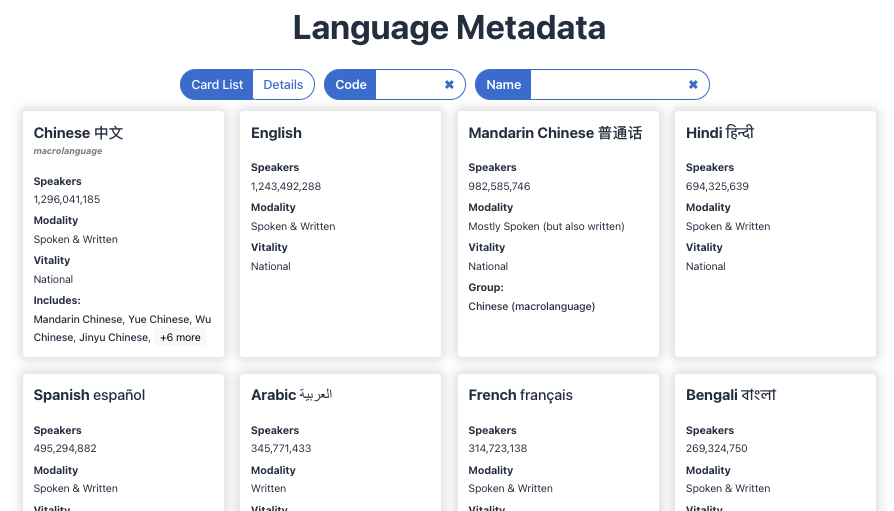 Language Metadata
Card List Details Code ✖ Name ✖
Chinese 中文
macrolanguage
Speakers
1,296,041,185
Modality
Spoken & Written
Vitality
National
Includes:
Mandarin Chinese, Yue Chinese, Wu
Chinese, Jinyu Chinese, +6 more
English
Speakers
1,243,492,288
Modality
Spoken & Written
Vitality
National
Mandarin Chinese 普通话
Speakers
982,585,746
Modality
Mostly Spoken (but also written)
Vitality
National
Group:
Chinese (macrolanguage)
Hindi हिन्दी
Speakers
694,325,639
Modality
Spoken & Written
Vitality
National
Spanish español
Speakers
495,294,882
Modality
Spoken & Written
Vitality
Arabic العربية
Speakers
345,771,433
Modality
Written
Vitality
French français
Speakers
314,723,138
Modality
Spoken & Written
Vitality
Bengali বাংলা
Speakers
269,324,750
Modality
Spoken & Written
Vitality